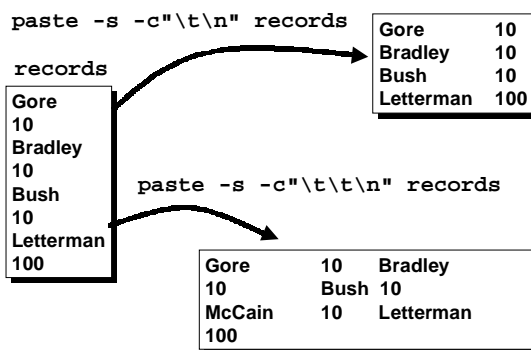 paste -s -c"\t\n" records
records
Gore
10
Bradley
10
Bush
10
Letterman
100
Gore 10
Bradley 10
Bush 10
Letterman 100
paste -s -c"\t\t\n" records
Gore 10 Bradley
10 Bush 10
McCain 10 Letterman
100